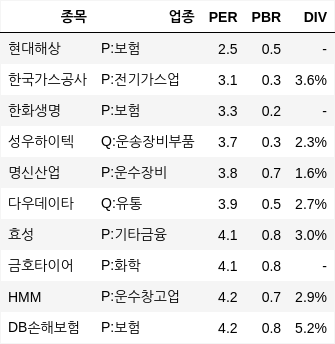 종목 업종 PER PBR DIV
현대해상 P:보험 2.5 0.5 -
한국가스공사 P:전기가스업 3.1 0.3 3.6%
한화생명 P:보험 3.3 0.2 -
성우하이텍 Q:운송장비부품 3.7 0.3 2.3%
명신산업 P:운수장비 3.8 0.7 1.6%
다우데이타 Q:유통 3.9 0.5 2.7%
효성 P:기타금융 4.1 0.8 3.0%
금호타이어 P:화학 4.1 0.8 -
HMM P:운수창고업 4.2 0.7 2.9%
DB손해보험 P:보험 4.2 0.8 5.2%